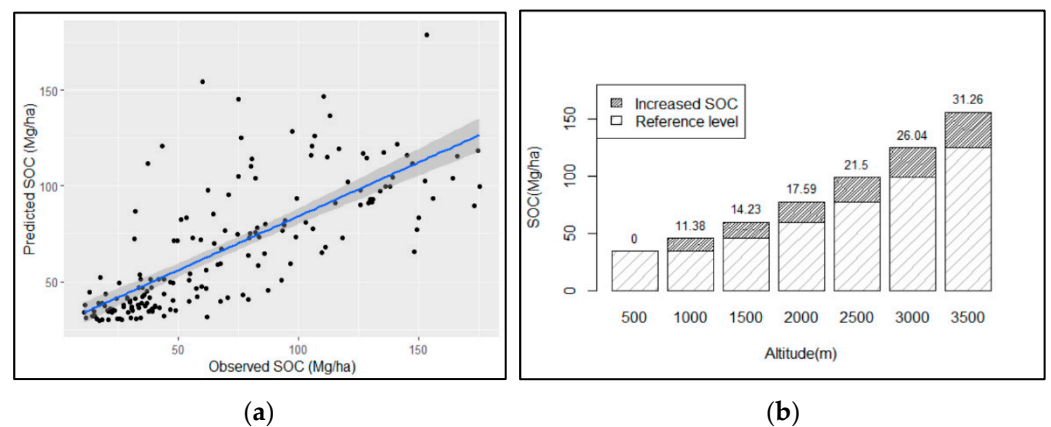 Predicted SOC (Mg/ha)
150
100
50
50
100
150
Observed SOC (Mg/ha)
(a)
SOC(Mg/ha)
150
100
50
0
Increased SOC
Reference level
0
11.38
14.23
17.59
21.5
26.04
31.26
500 1000 1500 2000 2500 3000 3500
Altitude(m)
(b)